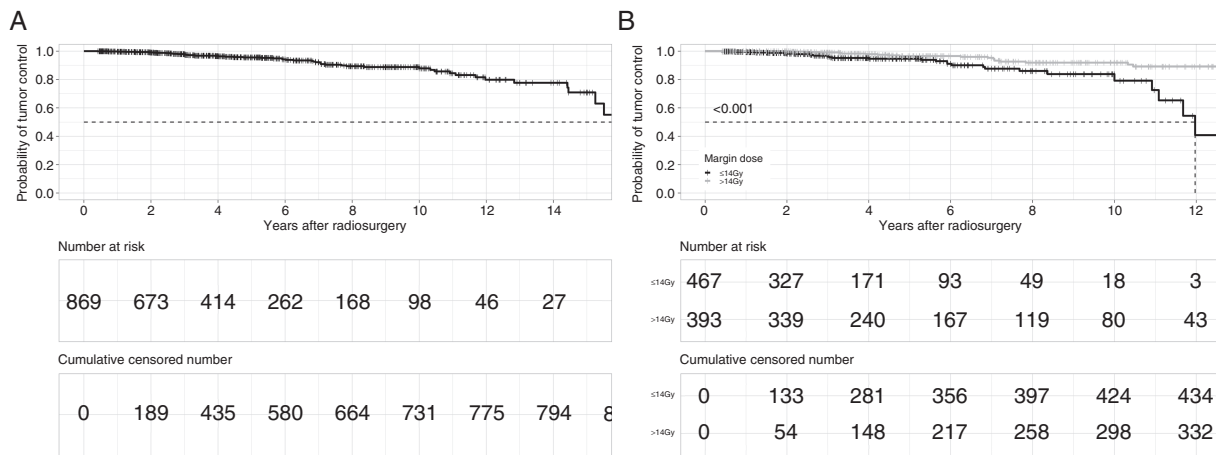 A
Probability of tumor control
1.0
0.8
0.6
0.4
0.2
0.0
0 2 4 6 8 10 12 14
Years after radiosurgery
Number at risk
869 673 414 262 168 98 46 27
Cumulative censored number
0 189 435 580 664 731 775 794 8
B
Probability of tumor control
1.0
0.8
0.6
0.4
0.2
0.0
<0.001
Margin dose
≤14Gy
>14Gy
0 2 4 6 8 10 12
Years after radiosurgery
Number at risk
≤14Gy 467 327 171 93 49 18 3
>14Gy 393 339 240 167 119 80 43
Cumulative censored number
≤14Gy 0 133 281 356 397 424 434
>14Gy 0 54 148 217 258 298 332